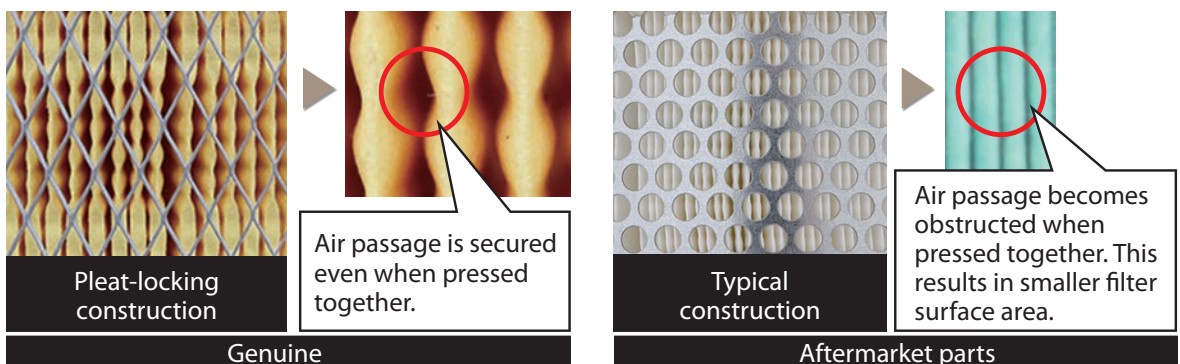 Pleat-locking
construction
Air passage is secured
even when pressed
together.
Genuine
Typical
construction
Air passage becomes
obstructed when
pressed together. This
results in smaller filter
surface area.
Aftermarket parts